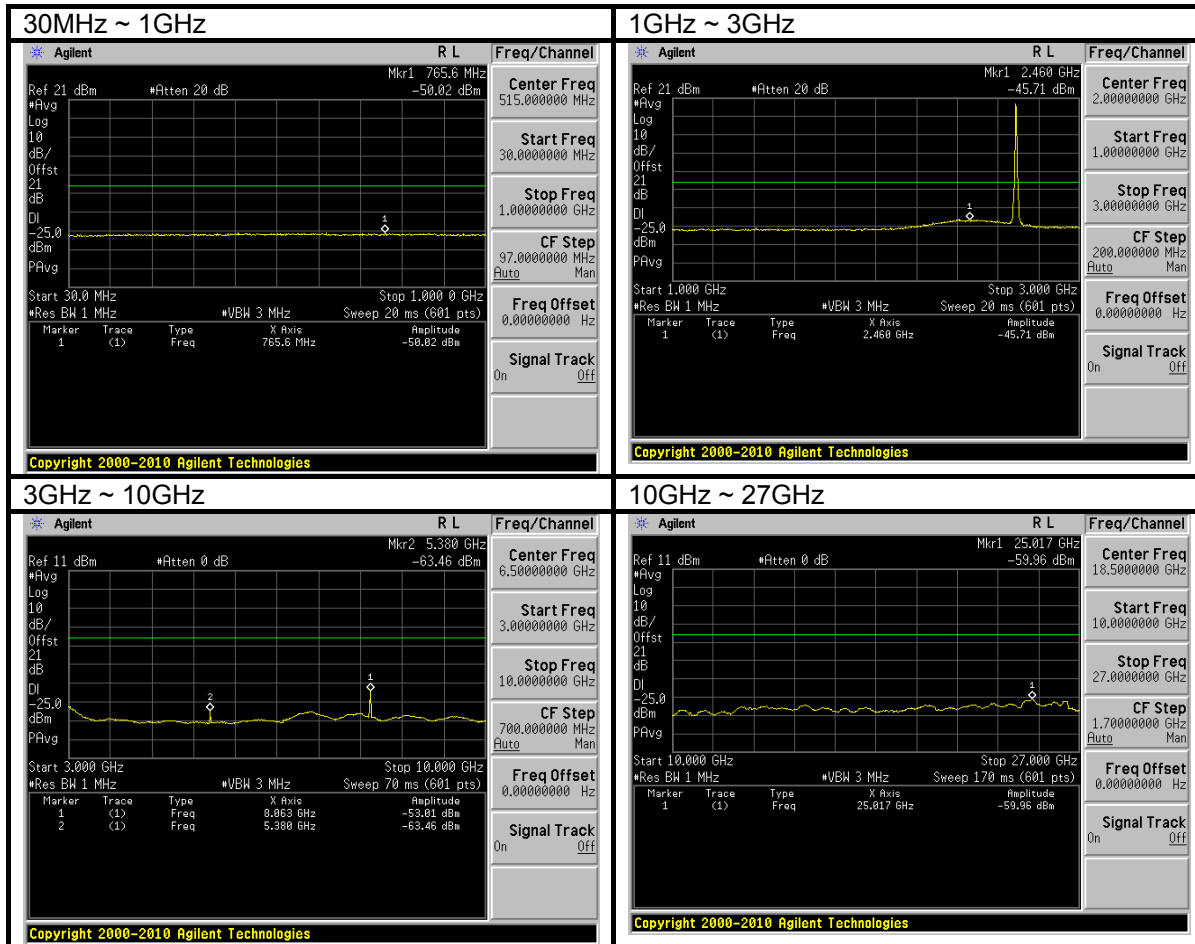 30MHz ~ 1GHz
Agilent R L Freq/Channel
Mkr1 765.6 MHz
Ref 21 dBm #Atten 20 dB -50.02 dBm
#Avg
Log
10
dB/
Offst
21
dB
DI
-25.0
dBm
PAvg
1
Start 30.0 MHz Stop 1.000 0 GHz
#Res BW 1 MHz #VBW 3 MHz Sweep 20 ms (601 pts)
Marker Trace Type X Axis Amplitude
1 (1) Freq 765.6 MHz -50.02 dBm
Center Freq
515.000000 MHz
Start Freq
30.0000000 MHz
Stop Freq
1.00000000 GHz
CF Step
97.0000000 MHz
Auto Man
Freq Offset
0.00000000 Hz
Signal Track
On Off
Copyright 2000-2010 Agilent Technologies
1GHz ~ 3GHz
Agilent R L Freq/Channel
Mkr1 2.460 GHz
Ref 21 dBm #Atten 20 dB -45.71 dBm
#Avg
Log
10
dB/
Offst
21
dB
DI
-25.0
dBm
PAvg
1
Start 1.000 GHz Stop 3.000 GHz
#Res BW 1 MHz #VBW 3 MHz Sweep 20 ms (601 pts)
Marker Trace Type X Axis Amplitude
1 (1) Freq 2.460 GHz -45.71 dBm
Center Freq
2.00000000 GHz
Start Freq
1.00000000 GHz
Stop Freq
3.00000000 GHz
CF Step
200.000000 MHz
Auto Man
Freq Offset
0.00000000 Hz
Signal Track
On Off
Copyright 2000-2010 Agilent Technologies
3GHz ~ 10GHz
Agilent R L Freq/Channel
Mkr2 5.380 GHz
Ref 11 dBm #Atten 0 dB -63.46 dBm
#Avg
Log
10
dB/
Offst
21
dB
DI
-25.0
dBm
PAvg
1
2
Start 3.000 GHz Stop 10.000 GHz
#Res BW 1 MHz #VBW 3 MHz Sweep 70 ms (601 pts)
Marker Trace Type X Axis Amplitude
1 (1) Freq 8.063 GHz -53.01 dBm
2 (1) Freq 5.380 GHz -63.46 dBm
Center Freq
6.50000000 GHz
Start Freq
3.00000000 GHz
Stop Freq
10.0000000 GHz
CF Step
700.000000 MHz
Auto Man
Freq Offset
0.00000000 Hz
Signal Track
On Off
Copyright 2000-2010 Agilent Technologies
10GHz ~ 27GHz
Agilent R L Freq/Channel
Mkr1 25.017 GHz
Ref 11 dBm #Atten 0 dB -59.96 dBm
#Avg
Log
10
dB/
Offst
21
dB
DI
-25.0
dBm
PAvg
1
Start 10.000 GHz Stop 27.000 GHz
#Res BW 1 MHz #VBW 3 MHz Sweep 170 ms (601 pts)
Marker Trace Type X Axis Amplitude
1 (1) Freq 25.017 GHz -59.96 dBm
Center Freq
18.5000000 GHz
Start Freq
10.0000000 GHz
Stop Freq
27.0000000 GHz
CF Step
1.70000000 GHz
Auto Man
Freq Offset
0.00000000 Hz
Signal Track
On Off
Copyright 2000-2010 Agilent Technologies